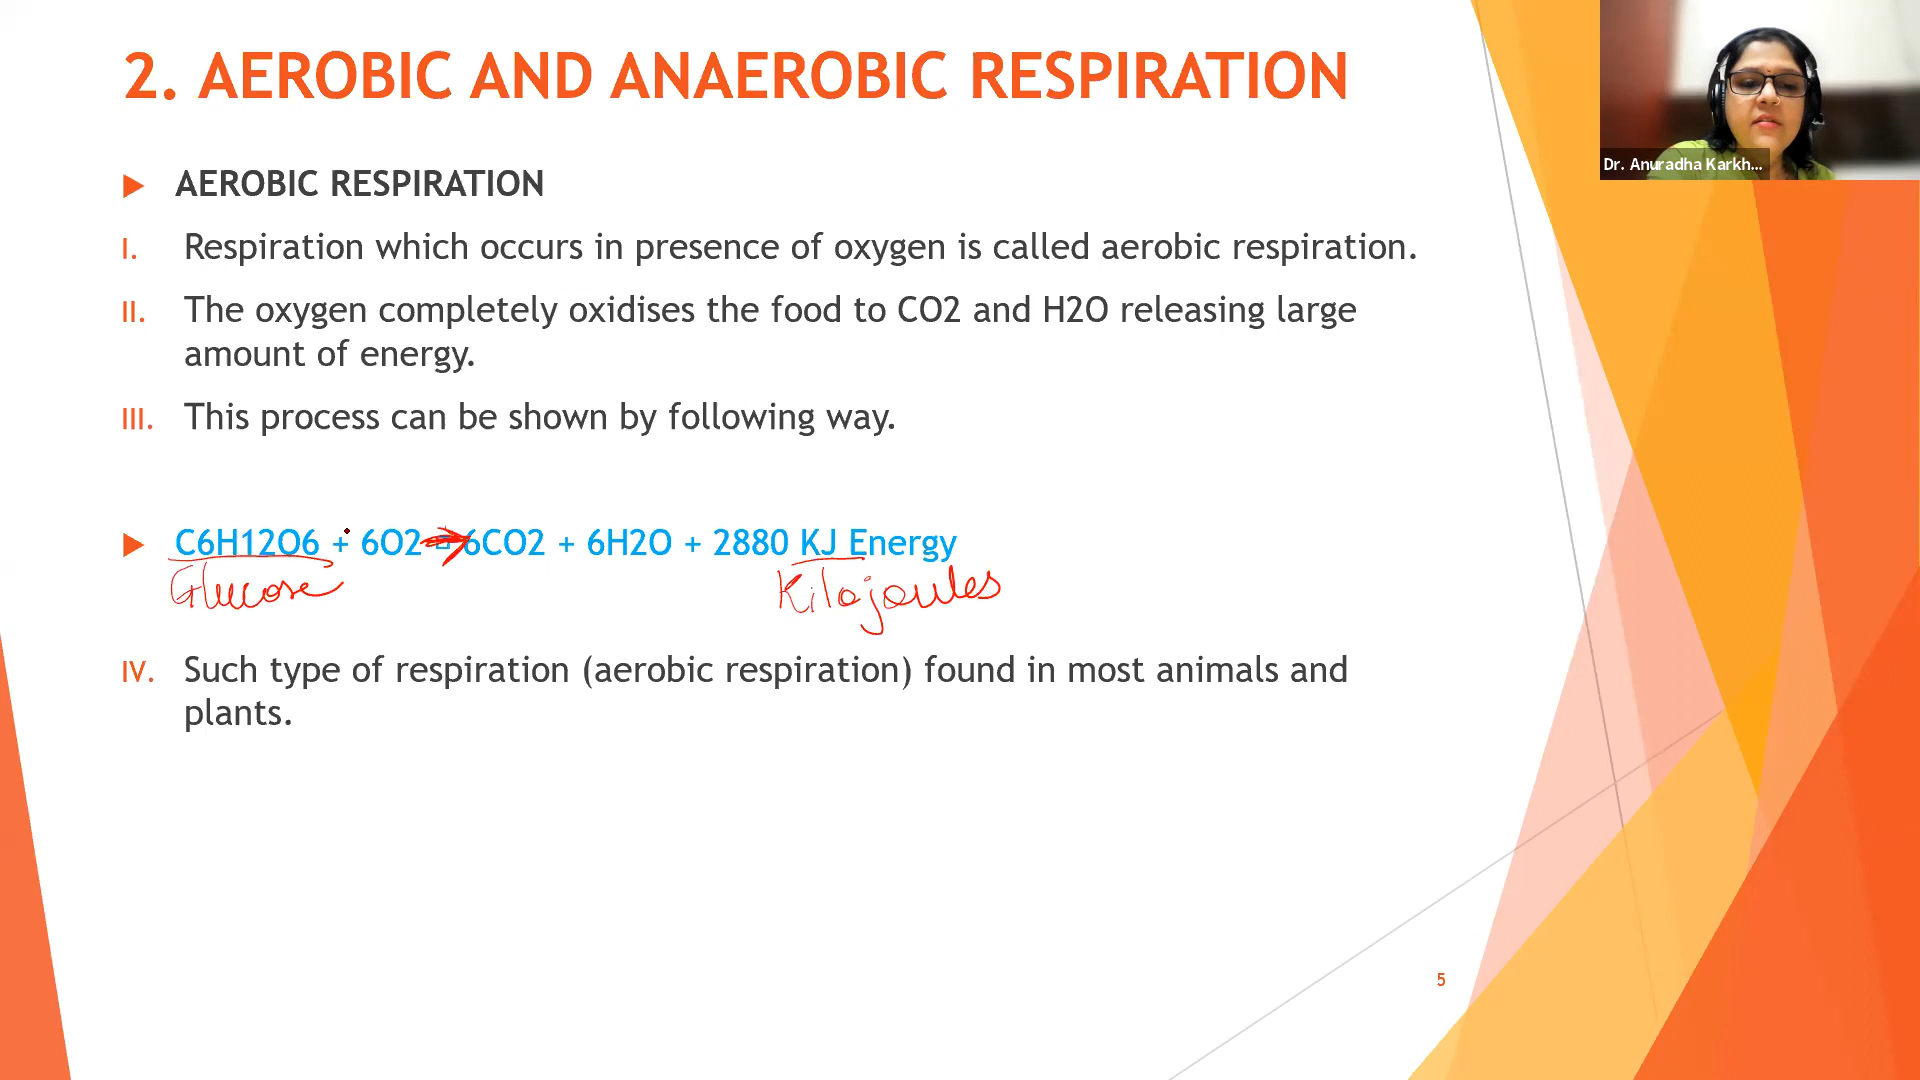 2. AEROBIC AND ANAEROBIC RESPIRATION
Dr. Anuradha Karkh...
AEROBIC RESPIRATION
I. Respiration which occurs in presence of oxygen is called aerobic respiration.
II. The oxygen completely oxidises the food to CO2 and H2O releasing large
amount of energy.
III. This process can be shown by following way.
C6H12O6 + 6O2 → 6CO2 + 6H2O + 2880 KJ Energy
Glucose Kilojoules
IV. Such type of respiration (aerobic respiration) found in most animals and
plants.
5